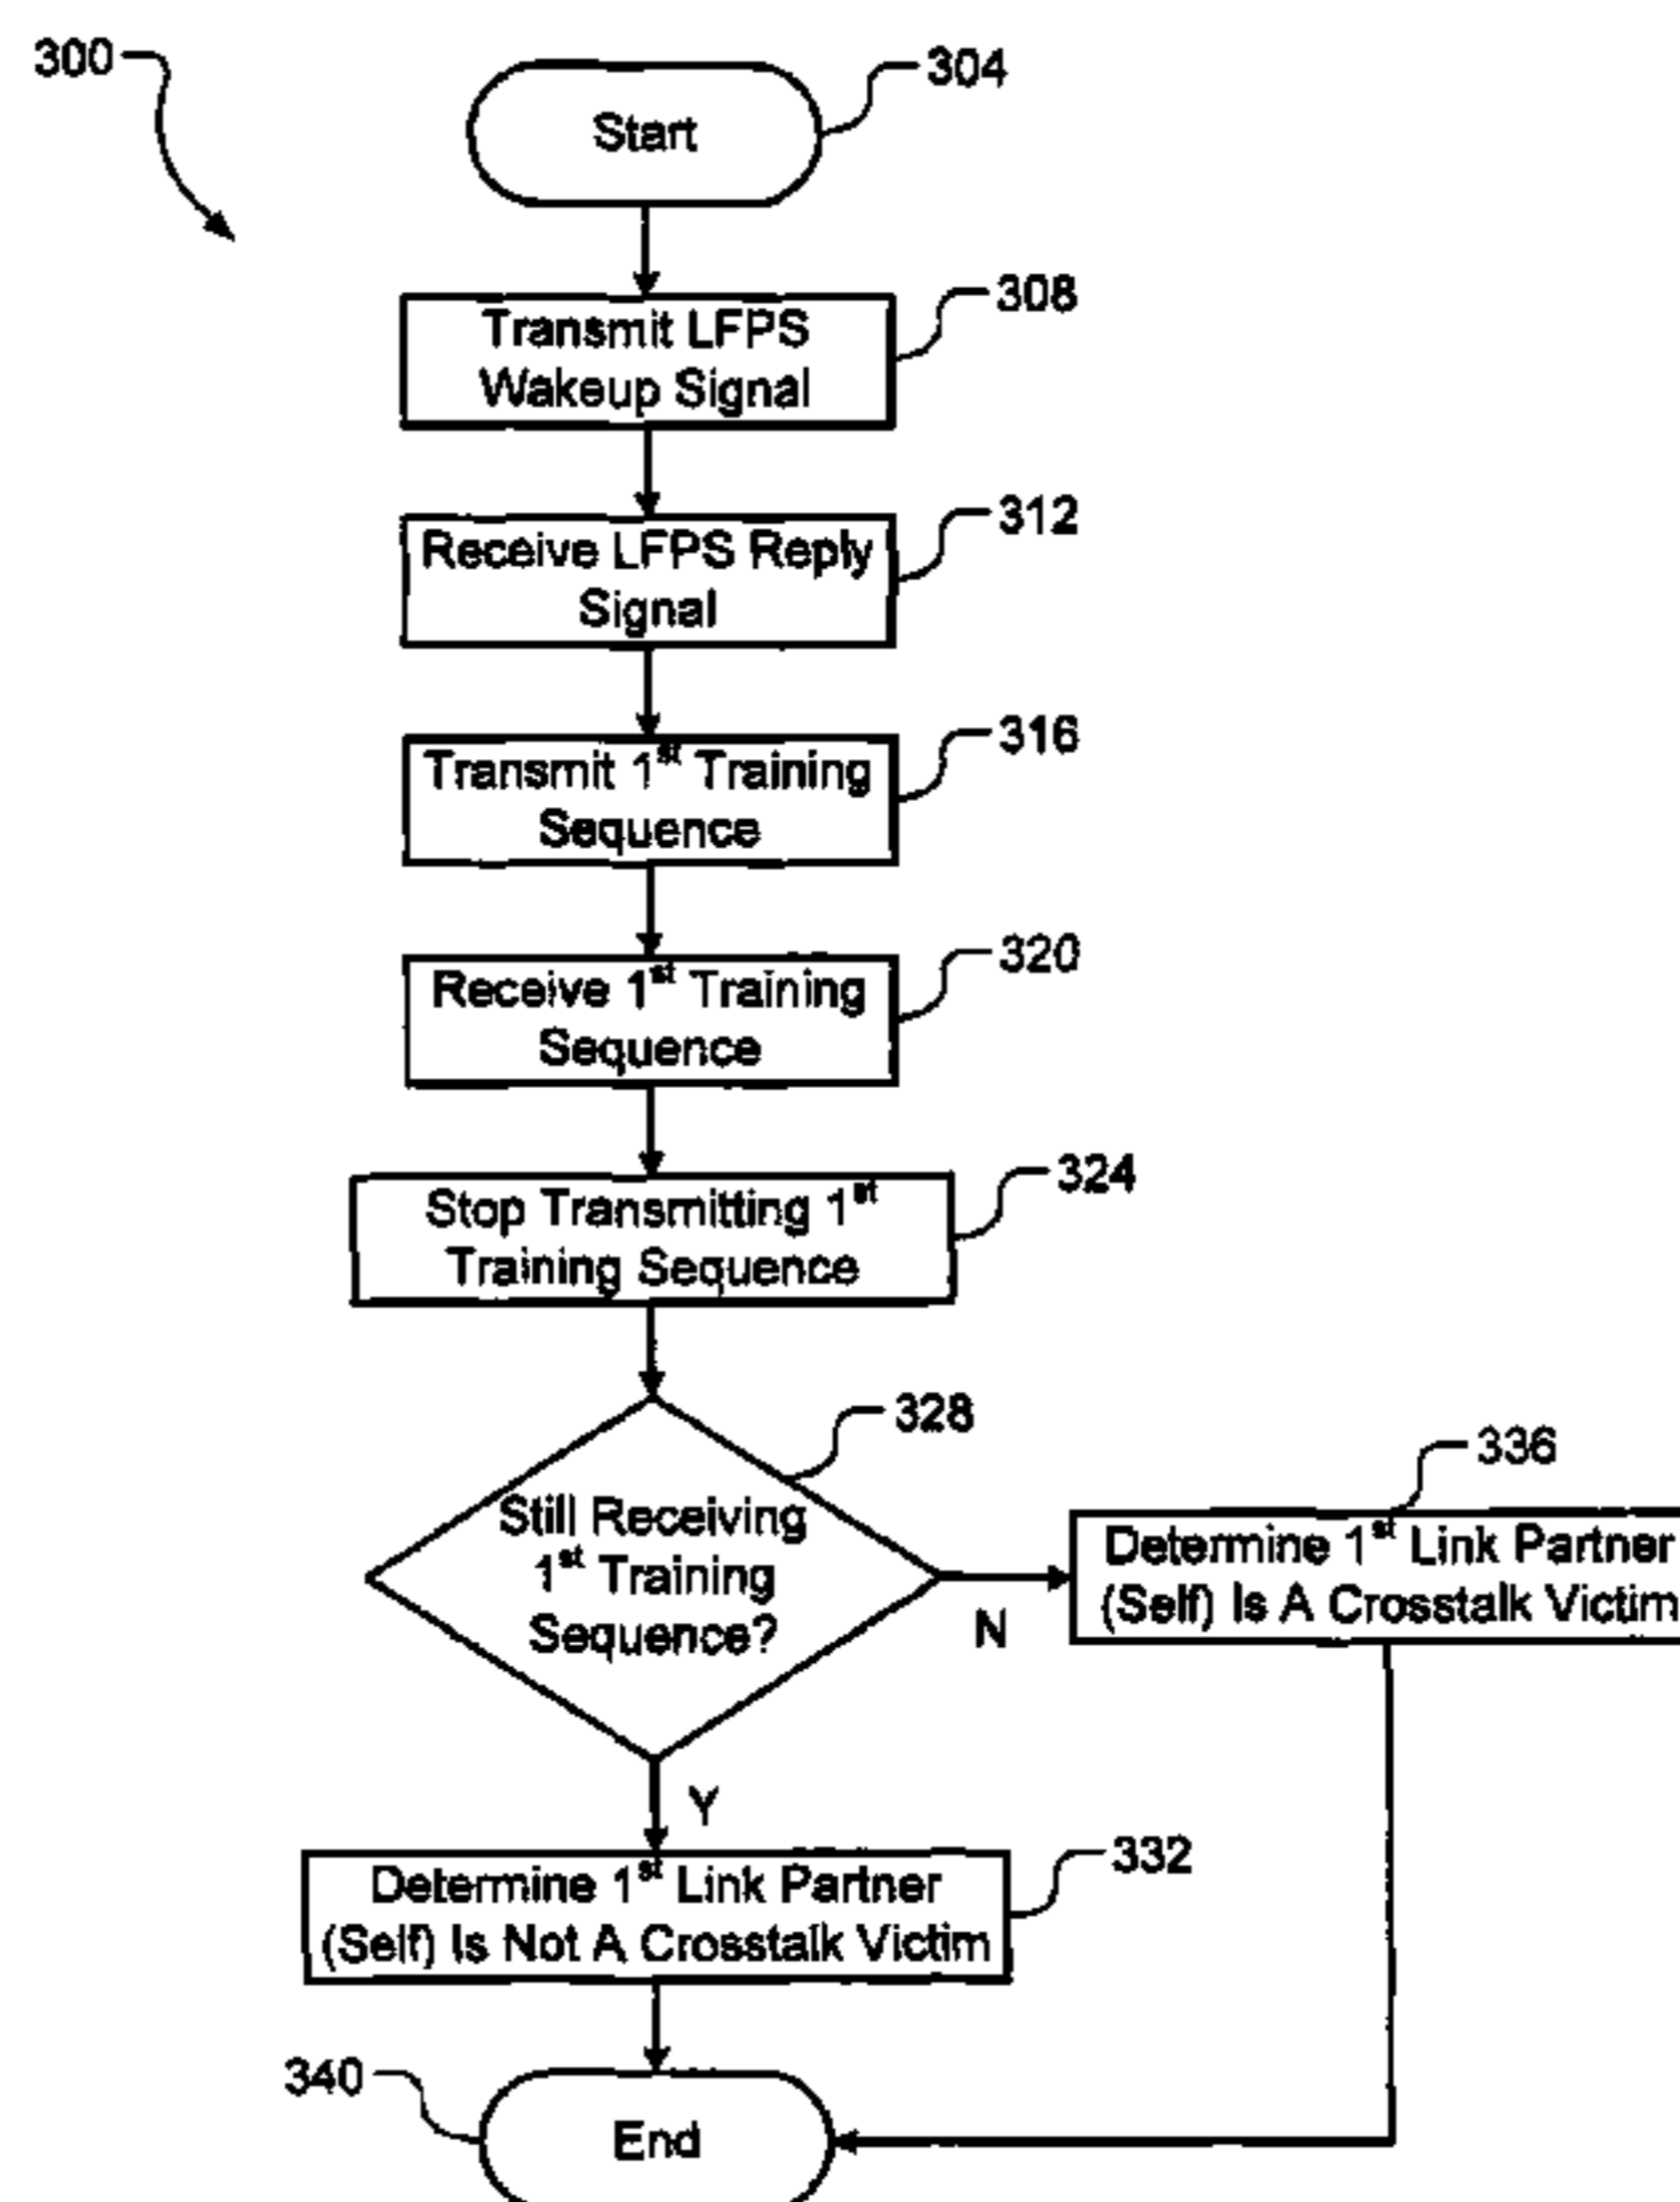 300
304
Start
308
Transmit LFPS
Wakeup Signal
312
Receive LFPS Reply
Signal
316
Transmit 1st Training
Sequence
320
Receive 1st Training
Sequence
324
Stop Transmitting 1st
Training Sequence
328
Still Receiving
1st Training
Sequence?
N
336
Determine 1st Link Partner
(Self) Is A Crosstalk Victim
Y
332
Determine 1st Link Partner
(Self) Is Not A Crosstalk Victim
340
End